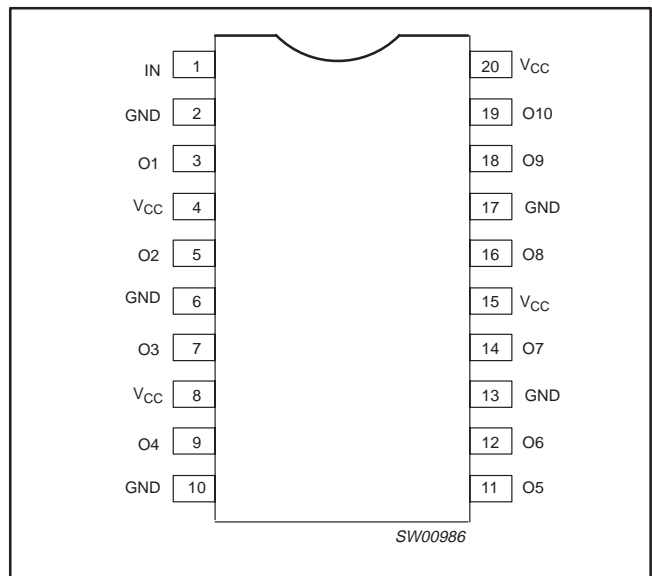 IN 1 20 VCC
GND 2 19 O10
O1 3 18 O9
VCC 4 17 GND
O2 5 16 O8
GND 6 15 VCC
O3 7 14 O7
VCC 8 13 GND
O4 9 12 O6
GND 10 11 O5
SW00986